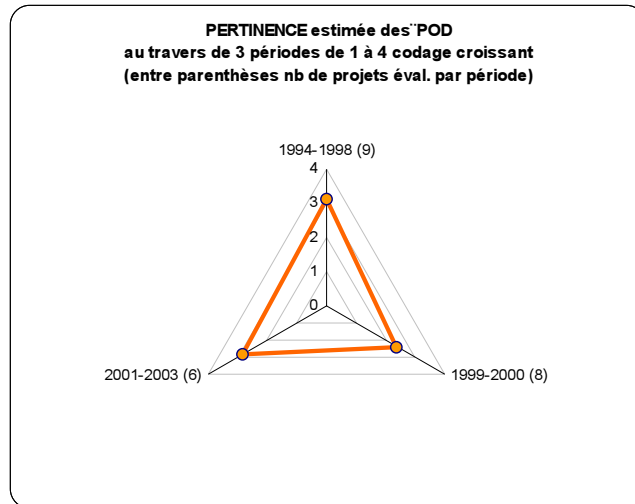 PERTINENCE estimée des¨POD
au travers de 3 périodes de 1 à 4 codage croissant
(entre parenthèses nb de projets éval. par période)
1994-1998 (9)
4
3
2
1
0
2001-2003 (6)
1999-2000 (8)